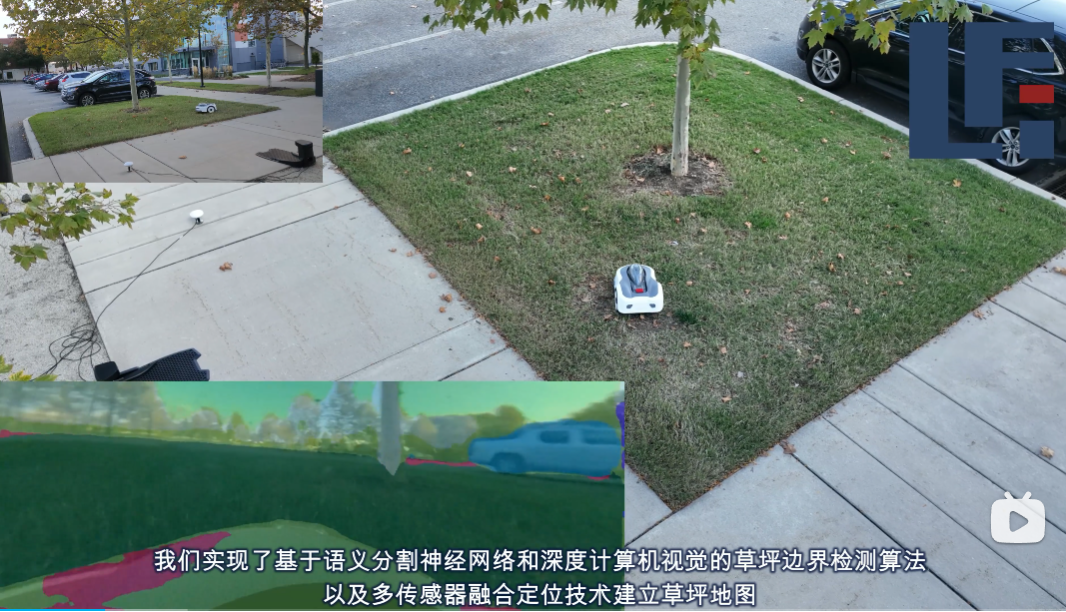 我们实现了基于语义分割神经网络和深度计算机视觉的草坪边界检测算法
以及多传感器融合定位技术建立草坪地图